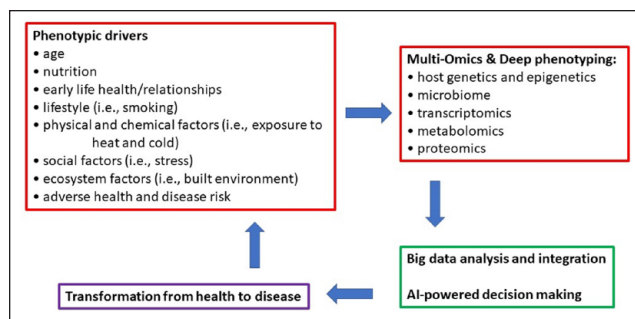 Phenotypic drivers
• age
• nutrition
• early life health/relationships
• lifestyle (i.e., smoking)
• physical and chemical factors (i.e., exposure to
heat and cold)
• social factors (i.e., stress)
• ecosystem factors (i.e., built environment)
• adverse health and disease risk
Multi-Omics & Deep phenotyping:
• host genetics and epigenetics
• microbiome
• transcriptomics
• metabolomics
• proteomics
Big data analysis and integration
AI-powered decision making
Transformation from health to disease